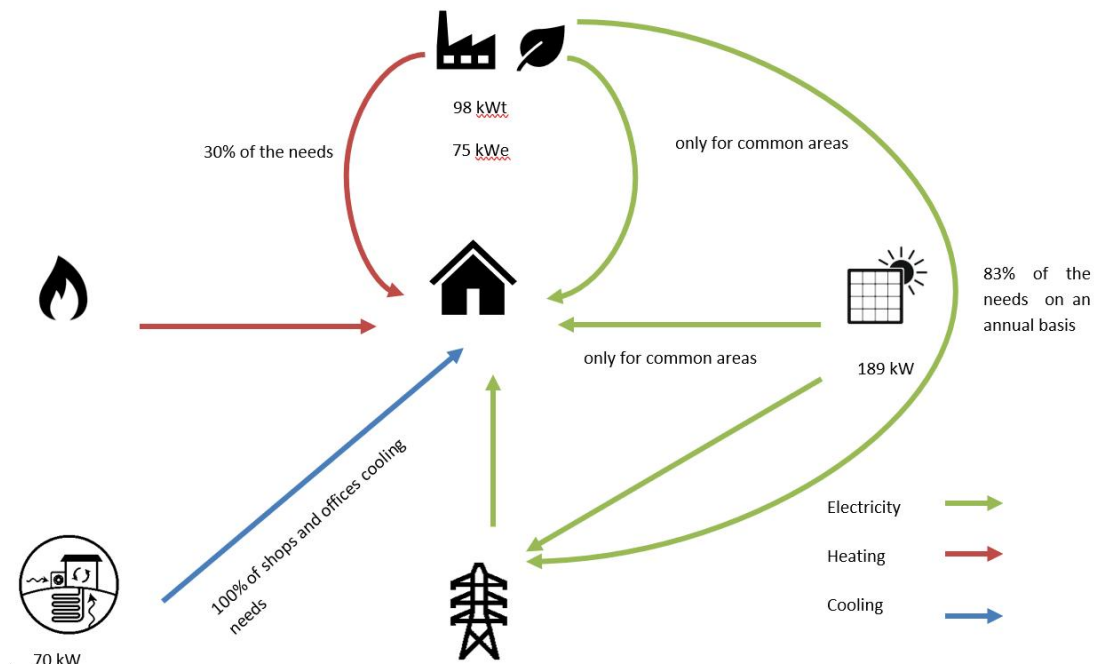 98 kWt
75 kWe
30% of the needs
only for common areas
83% of the
needs on an
annual basis
only for common areas
189 kW
100% of shops and offices cooling
needs
Electricity
Heating
Cooling
70 kW